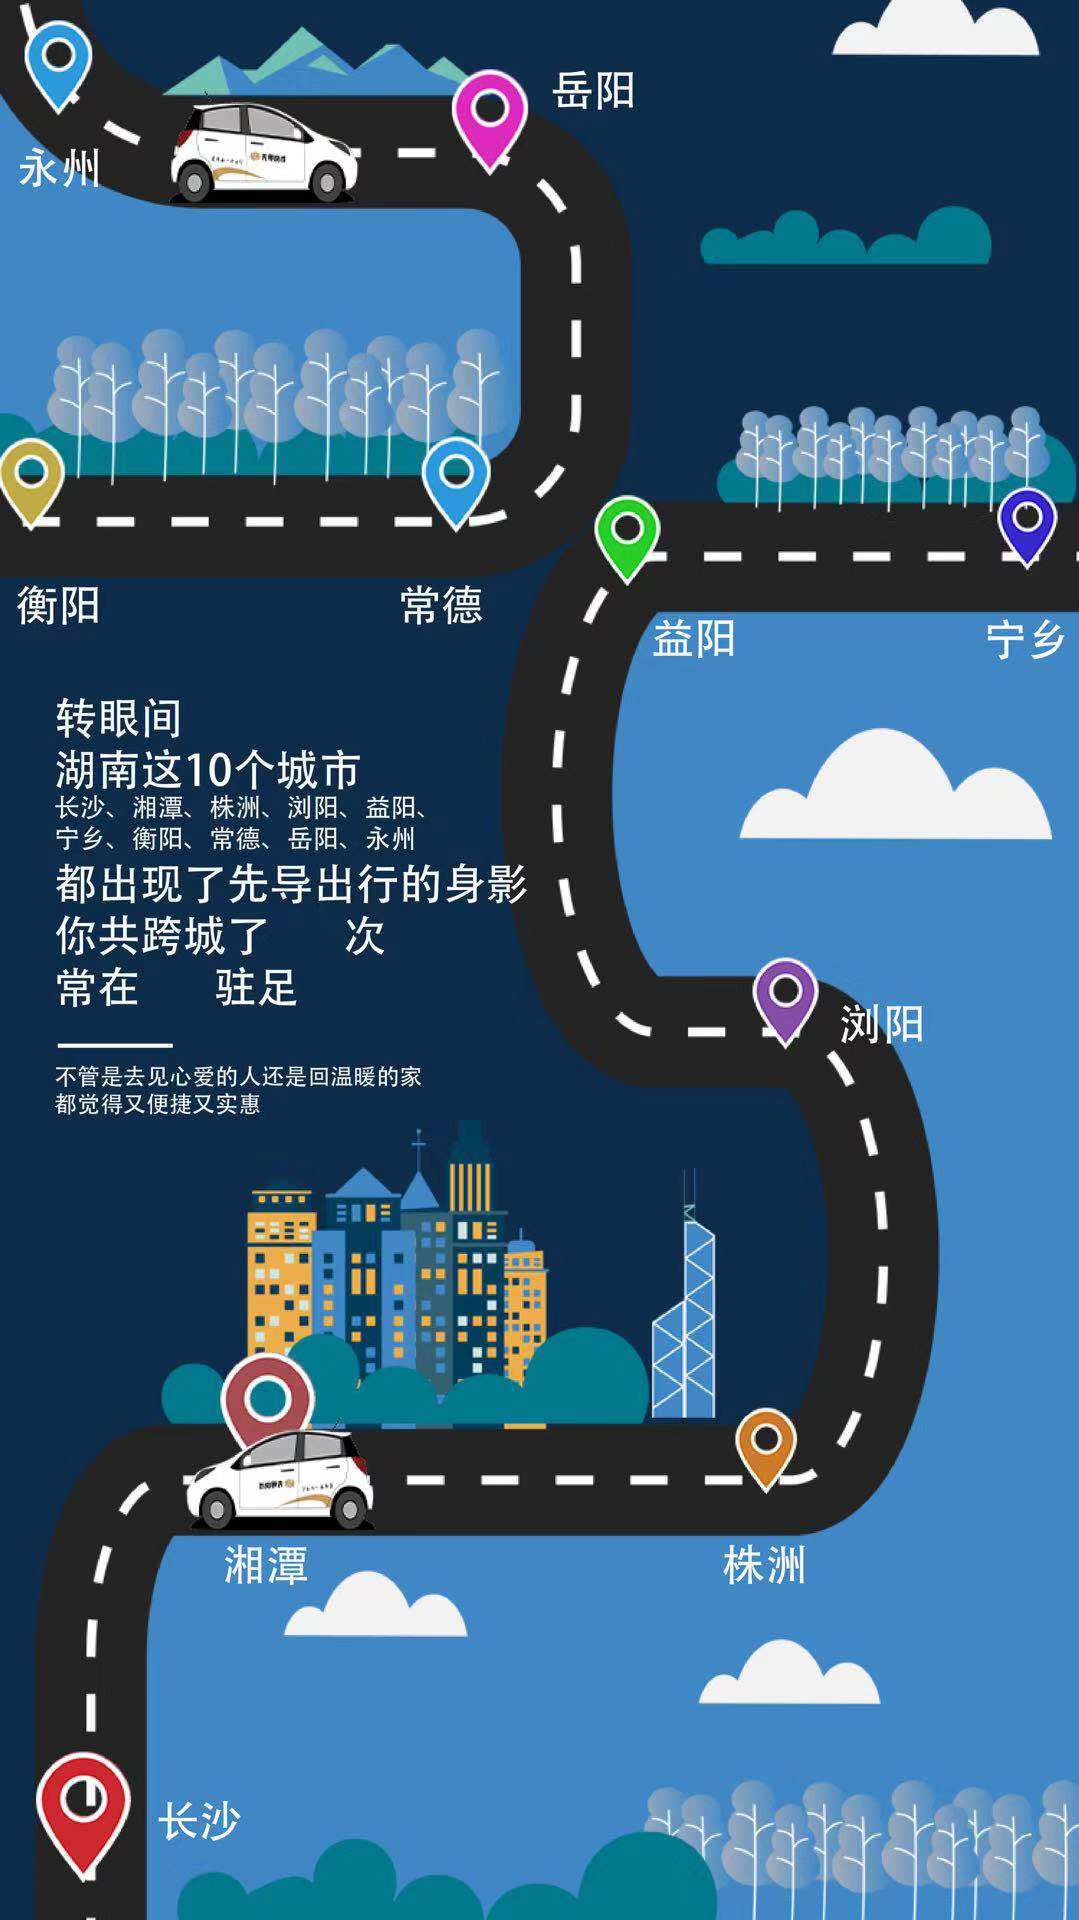 岳阳
永州
衡阳
常德
益阳
宁乡
转眼间
湖南这10个城市
长沙、湘潭、株洲、浏阳、益阳、
宁乡、衡阳、常德、岳阳、永州
都出现了先导出行的身影
你共跨城了 次
常在 驻足
不管是去见心爱的人还是回温暖的家
都觉得又便捷又实惠
浏阳
湘潭
株洲
长沙